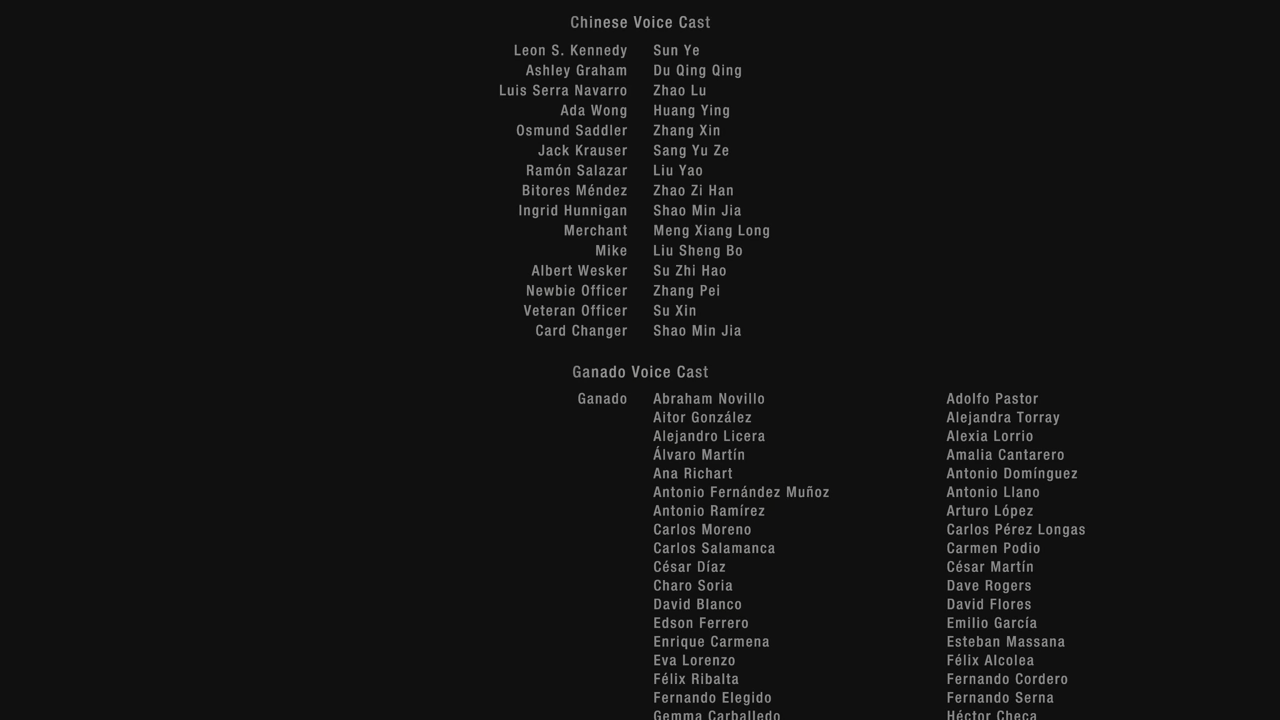 Chinese Voice Cast
Leon S. Kennedy Sun Ye
Ashley Graham Du Qing Qing
Luis Serra Navarro Zhao Lu
Ada Wong Huang Ying
Osmund Saddler Zhang Xin
Jack Krauser Sang Yu Ze
Ramón Salazar Liu Yao
Bitores Méndez Zhao Zi Han
Ingrid Hunnigan Shao Min Jia
Merchant Meng Xiang Long
Mike Liu Sheng Bo
Albert Wesker Su Zhi Hao
Newbie Officer Zhang Pei
Veteran Officer Su Xin
Card Changer Shao Min Jia
Ganado Voice Cast
Ganado Abraham Novillo Adolfo Pastor
Aitor González Alejandra Torray
Alejandro Licera Alexia Lorrio
Álvaro Martín Amalia Cantarero
Ana Richart Antonio Domínguez
Antonio Fernández Muñoz Antonio Llano
Antonio Ramírez Arturo López
Carlos Moreno Carlos Pérez Longas
Carlos Salamanca Carmen Podio
César Díaz César Martín
Charo Soria Dave Rogers
David Blanco David Flores
Edson Ferrero Emilio García
Enrique Carmena Esteban Massana
Eva Lorenzo Félix Alcolea
Félix Ribalta Fernando Cordero
Fernando Elegido Fernando Serna
Gemma Carballedo Héctor Checa